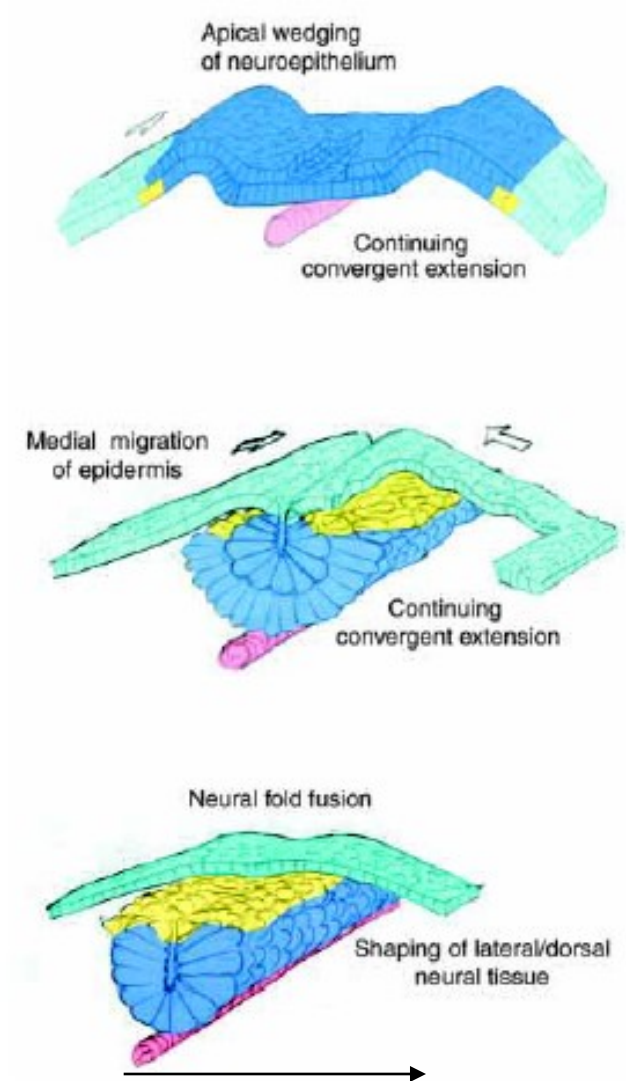 Apical wedging
of neuroepithelium
Continuing
convergent extension
Medial migration
of epidermis
Continuing
convergent extension
Neural fold fusion
Shaping of lateral/dorsal
neural tissue